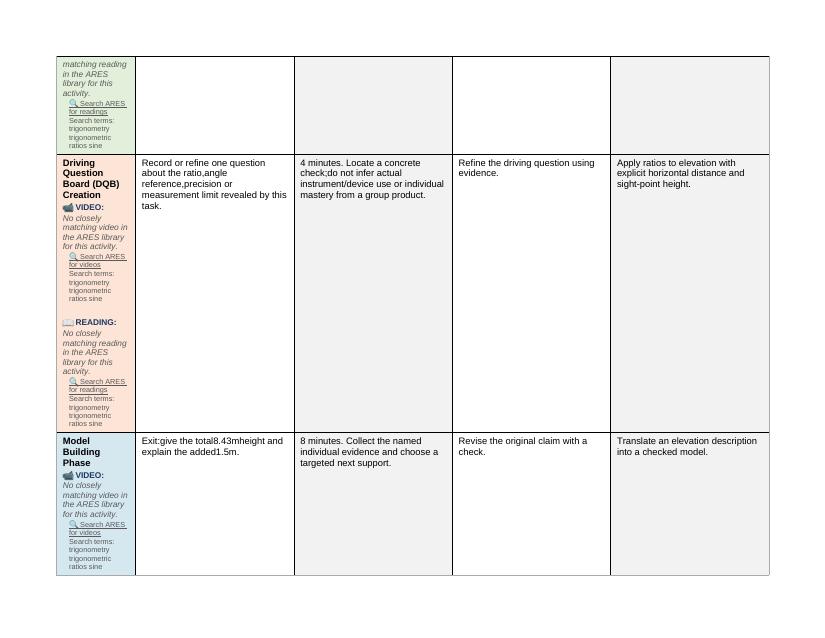 matching reading
in the ARES
library for this
activity.
🔍 Search ARES
for readings
Search terms:
trigonometry
trigonometric
ratios sine
Driving
Question
Board (DQB)
Creation
📹 VIDEO:
No closely
matching video in
the ARES library
for this activity.
🔍 Search ARES
for videos
Search terms:
trigonometry
trigonometric
ratios sine
📖 READING:
No closely
matching reading
in the ARES
library for this
activity.
🔍 Search ARES
for readings
Search terms:
trigonometry
trigonometric
ratios sine
Record or refine one question
about the ratio,angle
reference,precision or
measurement limit revealed by this
task.
4 minutes. Locate a concrete
check;do not infer actual
instrument/device use or individual
mastery from a group product.
Refine the driving question using
evidence.
Apply ratios to elevation with
explicit horizontal distance and
sight-point height.
Model
Building
Phase
📹 VIDEO:
No closely
matching video in
the ARES library
for this activity.
🔍 Search ARES
for videos
Search terms:
trigonometry
trigonometric
ratios sine
Exit:give the total8.43mheight and
explain the added1.5m.
8 minutes. Collect the named
individual evidence and choose a
targeted next support.
Revise the original claim with a
check.
Translate an elevation description
into a checked model.